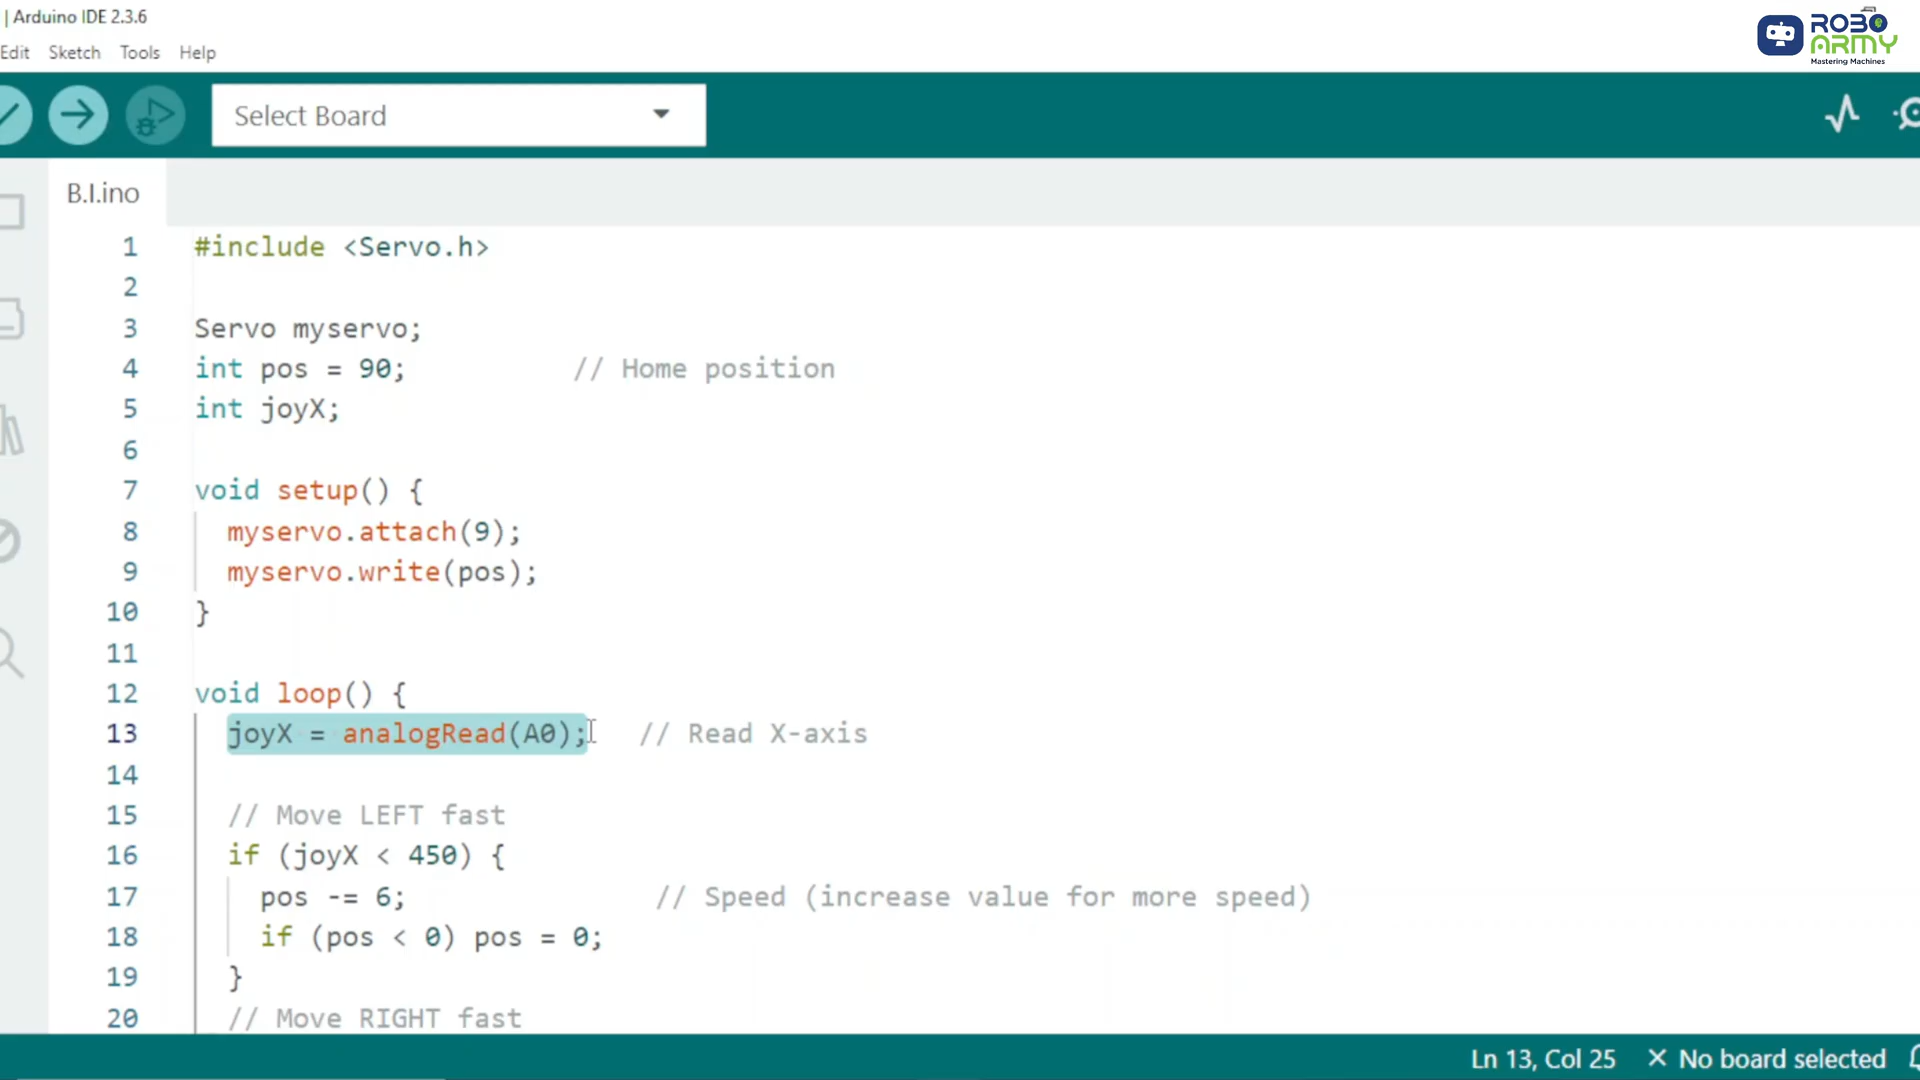 | Arduino IDE 2.3.6
Edit Sketch Tools Help
ROBO
ARMY
Mastering Machines
Select Board
B.I.ino
1 #include <Servo.h>
2
3 Servo myservo;
4 int pos = 90; // Home position
5 int joyX;
6
7 void setup() {
8 myservo.attach(9);
9 myservo.write(pos);
10 }
11
12 void loop() {
13 joyX = analogRead(A0); // Read X-axis
14
15 // Move LEFT fast
16 if (joyX < 450) {
17 pos -= 6; // Speed (increase value for more speed)
18 if (pos < 0) pos = 0;
19 }
20 // Move RIGHT fast
Ln 13, Col 25 × No board selected